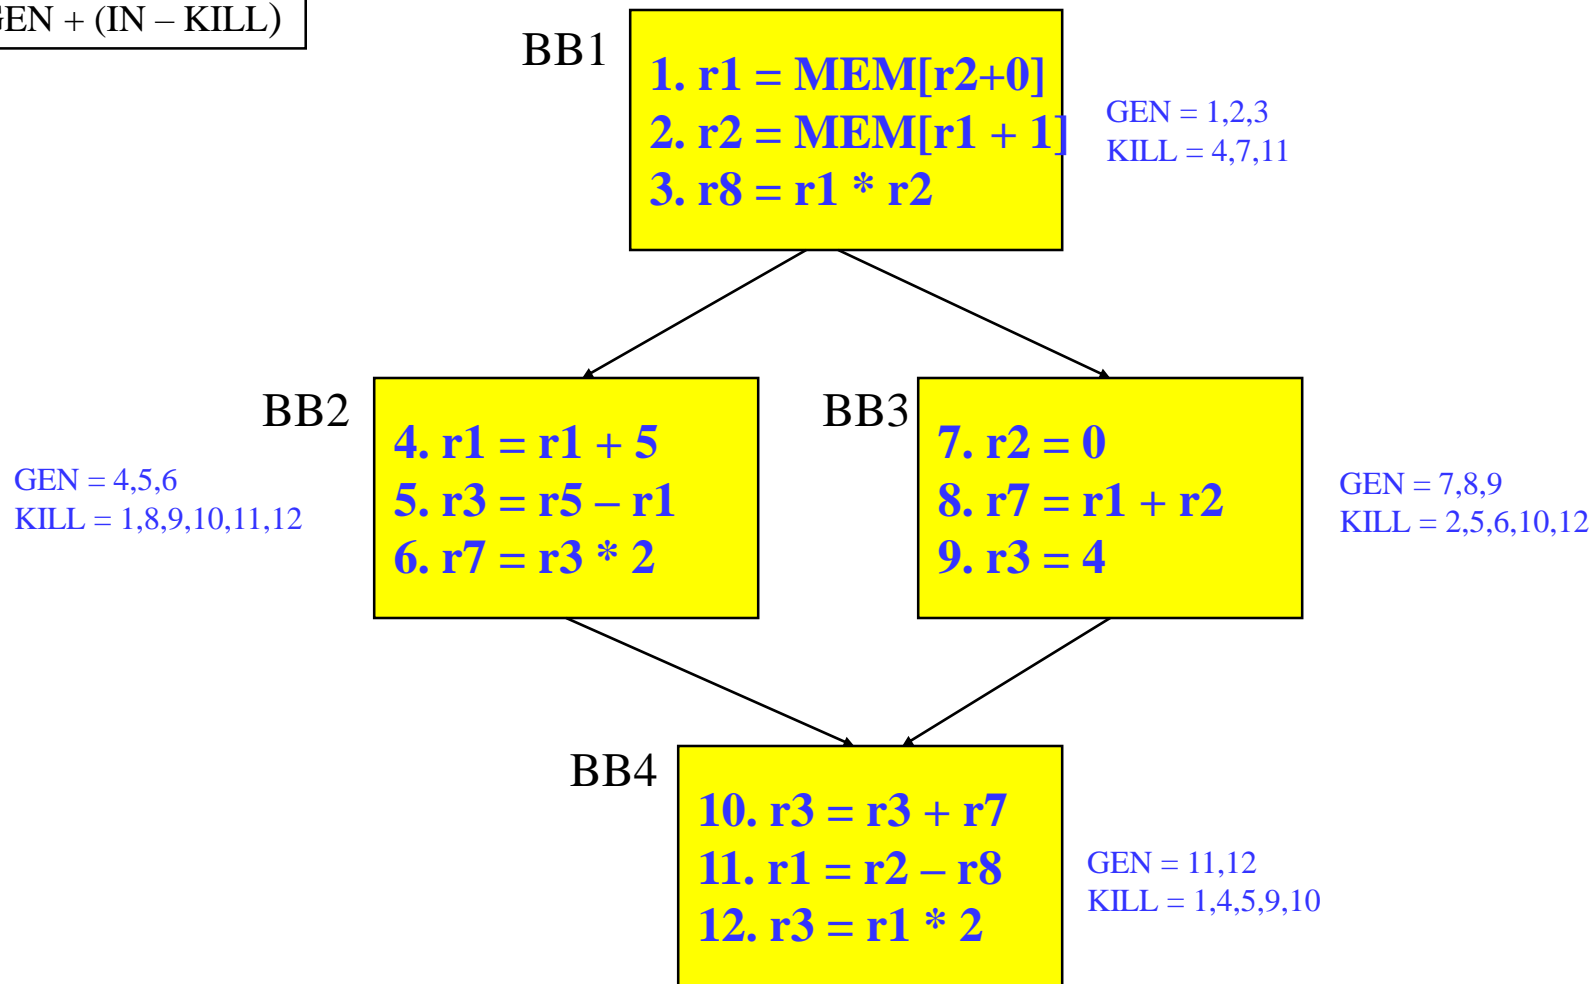 GEN + (IN – KILL)
BB1
1. r1 = MEM[r2+0]
2. r2 = MEM[r1 + 1]
3. r8 = r1 * r2
GEN = 1,2,3
KILL = 4,7,11
BB2
4. r1 = r1 + 5
5. r3 = r5 – r1
6. r7 = r3 * 2
GEN = 4,5,6
KILL = 1,8,9,10,11,12
BB3
7. r2 = 0
8. r7 = r1 + r2
9. r3 = 4
GEN = 7,8,9
KILL = 2,5,6,10,12
BB4
10. r3 = r3 + r7
11. r1 = r2 – r8
12. r3 = r1 * 2
GEN = 11,12
KILL = 1,4,5,9,10